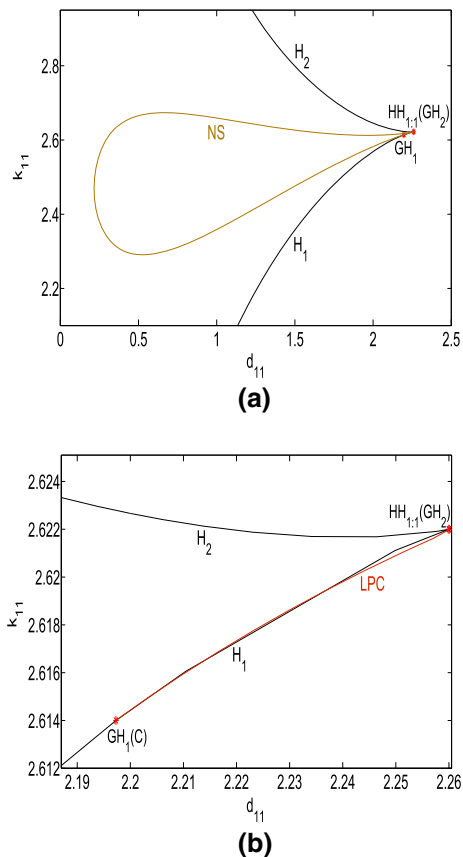 2.8
2.6
2.4
2.2
k11
H2
NS
HH1:1(GH2)
GH1
H1
0
0.5
1
1.5
2
2.5
d11
(a)
2.624
2.622
2.62
2.618
2.616
2.614
2.612
k11
HH1:1(GH2)
H2
LPC
H1
GH1(C)
2.19
2.2
2.21
2.22
2.23
2.24
2.25
2.26
d11
(b)